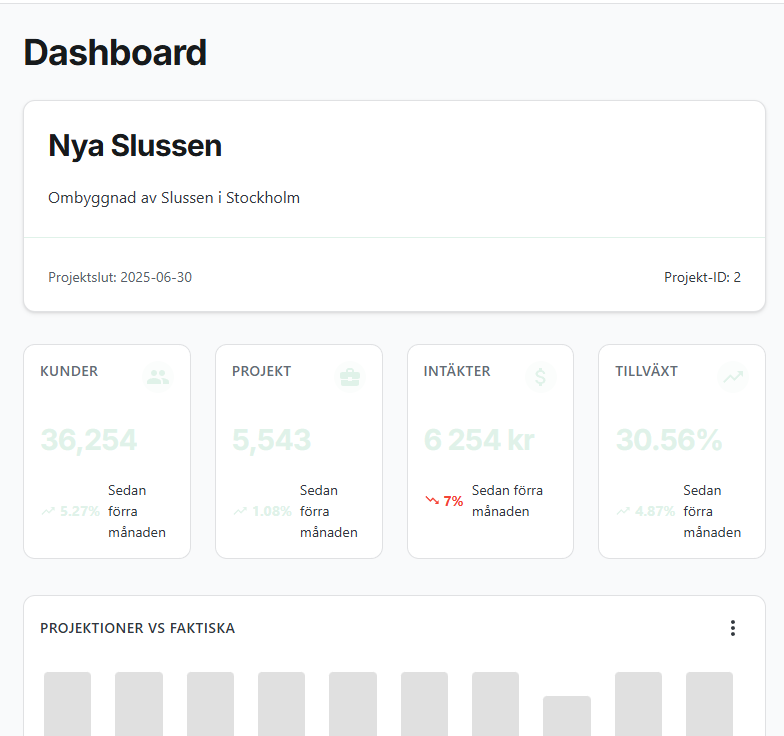 Dashboard
Nya Slussen
Ombyggnad av Slussen i Stockholm
Projektslut: 2025-06-30
Projekt-ID: 2
KUNDER
36,254
5.27%
Sedan
förra
månaden
PROJEKT
5,543
1.08%
Sedan
förra
månaden
INTÄKTER
6 254 kr
7%
Sedan förra
månaden
TILLVÄXT
30.56%
4.87%
Sedan
förra
månaden
PROJEKTIONER VS FAKTISKA